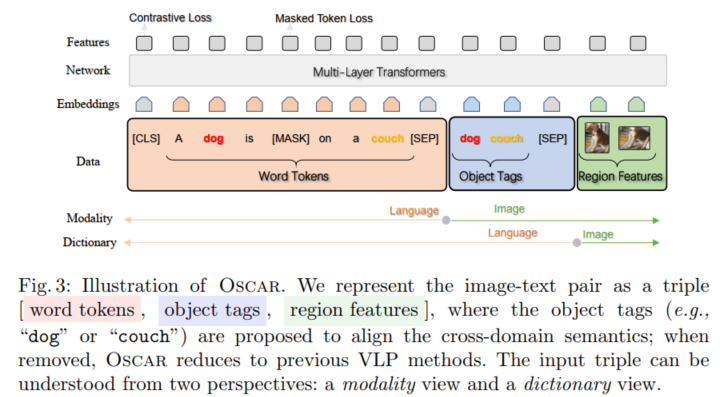 Contrastive Loss Masked Token Loss
Features
Network Multi-Layer Transformers
Embeddings
Data [CLS] A dog is [MASK] on a couch [SEP] dog couch [SEP]
Word Tokens Object Tags Region Features
Modality Language Image
Dictionary Language Image
Fig. 3: Illustration of OSCAR. We represent the image-text pair as a triple
[ word tokens , object tags , region features ], where the object tags (e.g.,
“dog” or “couch”) are proposed to align the cross-domain semantics; when
removed, OSCAR reduces to previous VLP methods. The input triple can be
understood from two perspectives: a modality view and a dictionary view.